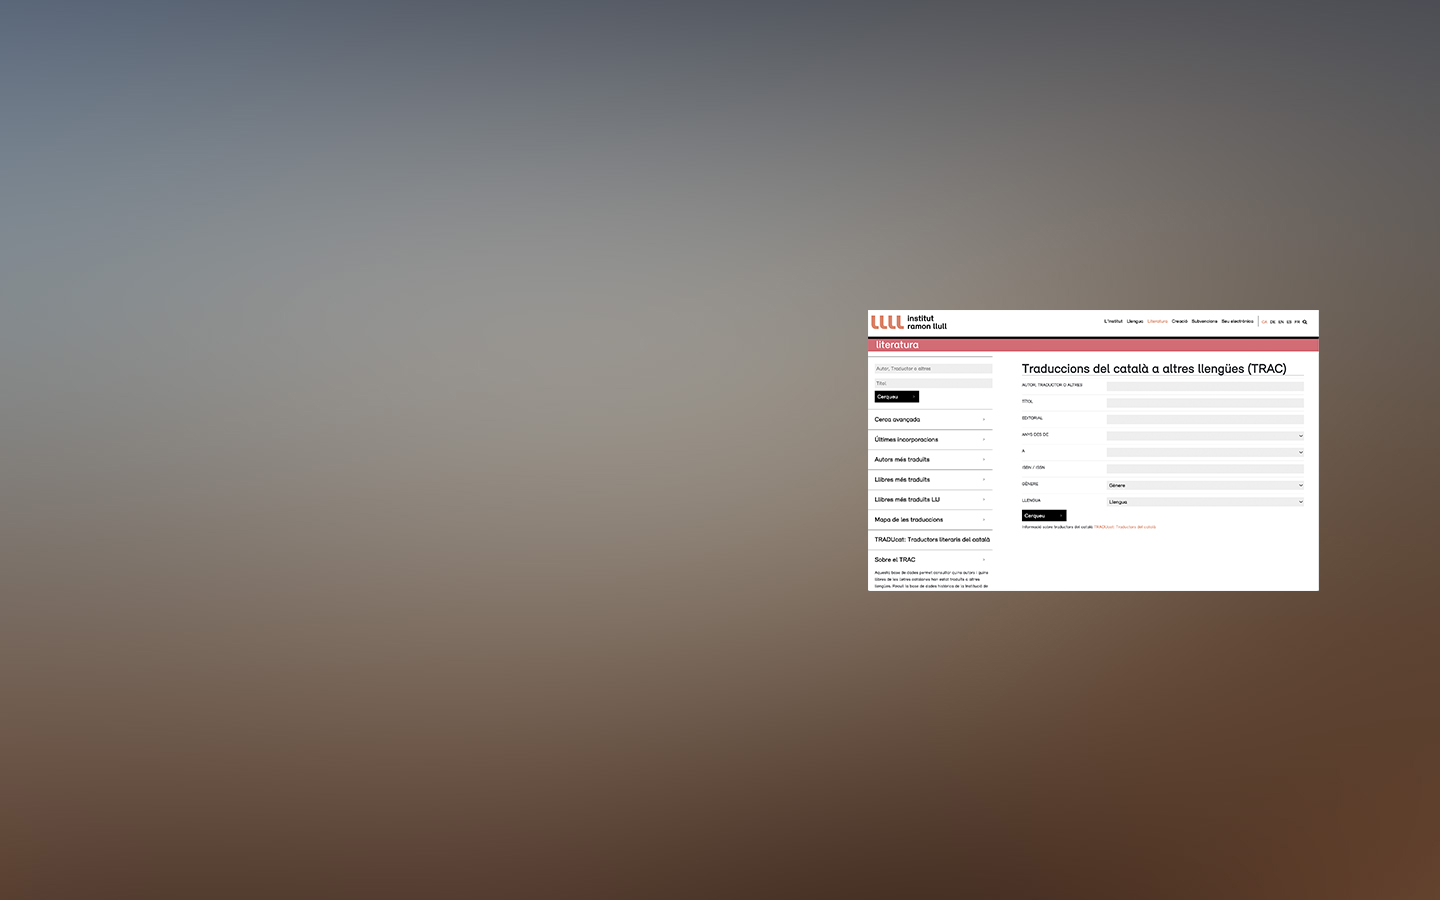 institut
ramon llull
L'institut Llengua Literatura Creació Subvencions Seu electrònica CA DE EN ES FR
literatura
Autor, Traductor o altres
Títol
Cerqueu
Cerca avançada
Últimes incorporacions
Autors més traduïts
Llibres més traduïts
Llibres més traduïts LIJ
Mapa de les traduccions
TRADUcat: Traductors literaris del català
Sobre el TRAC
Aquesta base de dades permet consultar quins autors i quins
llibres de les lletres catalanes han estat traduïts a altres
llengües. Recull la base de dades històrica de la Institució de
Traduccions del català a altres llengües (TRAC)
AUTOR, TRADUCTOR O ALTRES
TÍTOL
EDITORIAL
ANYS DES DE
A
ISBN / ISSN
GÈNERE
Gènere
LLENGUA
Llengua
Cerqueu
Informació sobre traductors del català: TRADUcat: Traductors del català